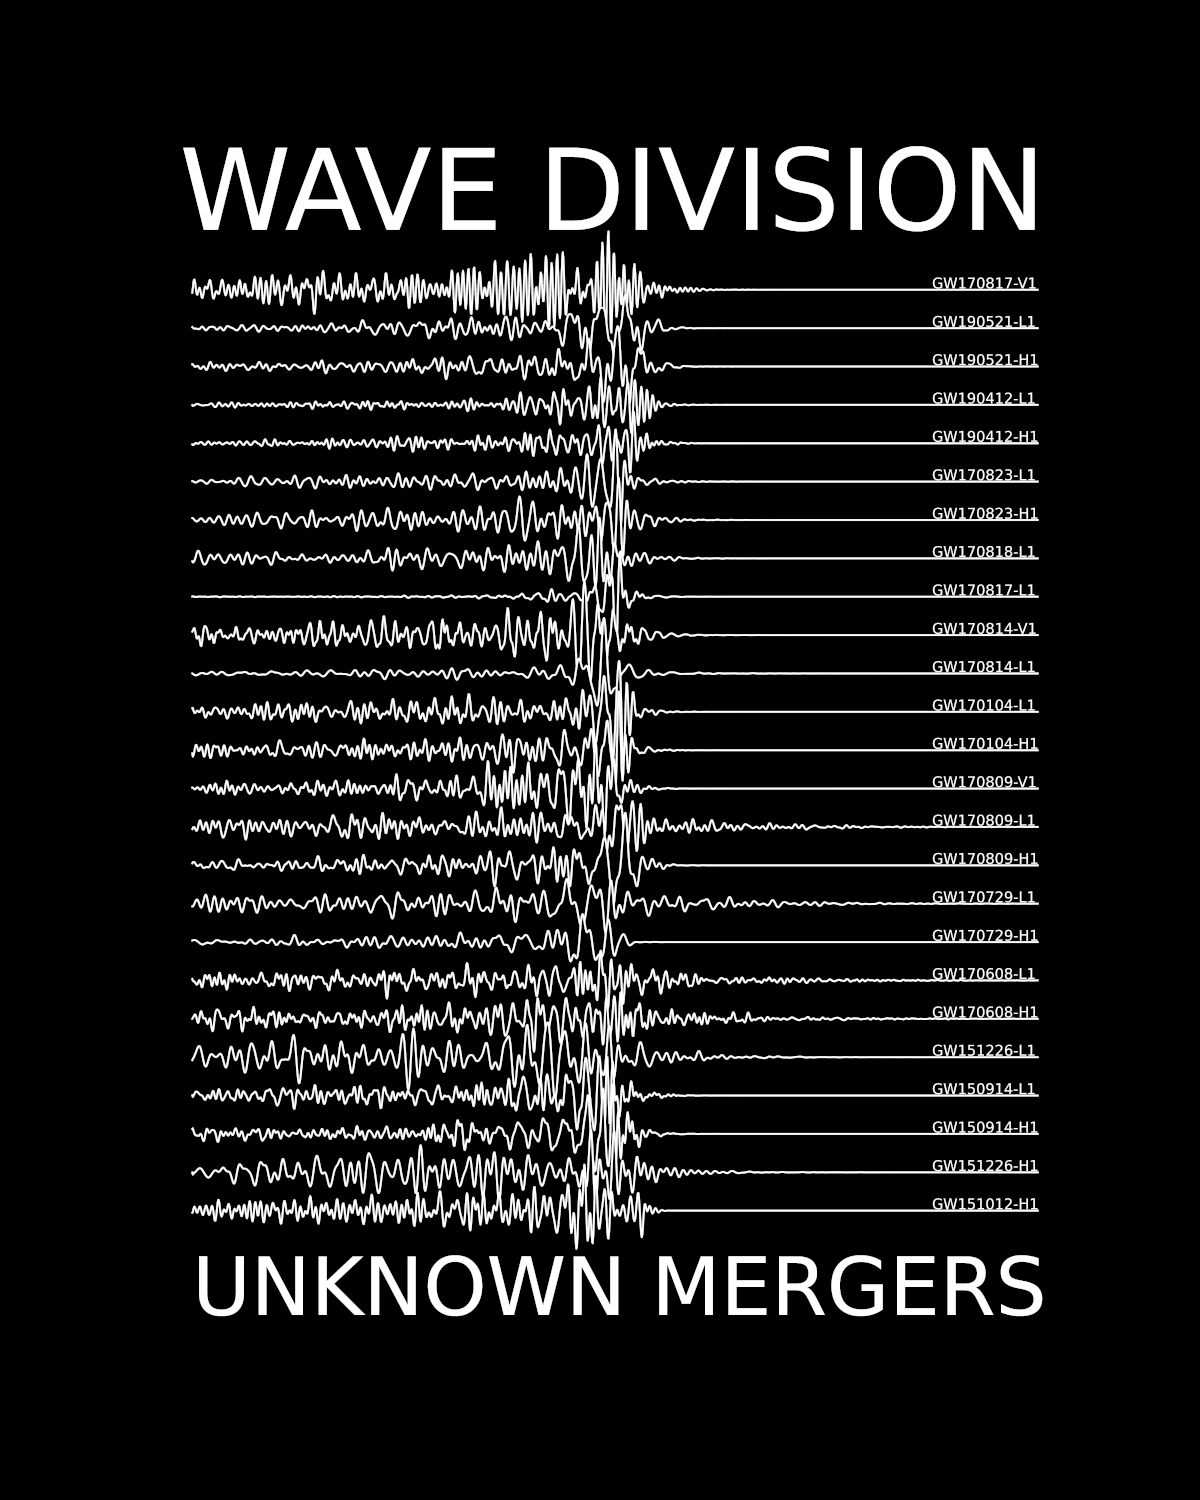 WAVE DIVISION
GW170817-V1
GW190521-L1
GW190521-H1
GW190412-L1
GW190412-H1
GW170823-L1
GW170823-H1
GW170818-L1
GW170817-L1
GW170814-V1
GW170814-L1
GW170104-L1
GW170104-H1
GW170809-V1
GW170809-L1
GW170809-H1
GW170729-L1
GW170729-H1
GW170608-L1
GW170608-H1
GW151226-L1
GW150914-L1
GW150914-H1
GW151226-H1
GW151012-H1
UNKNOWN MERGERS